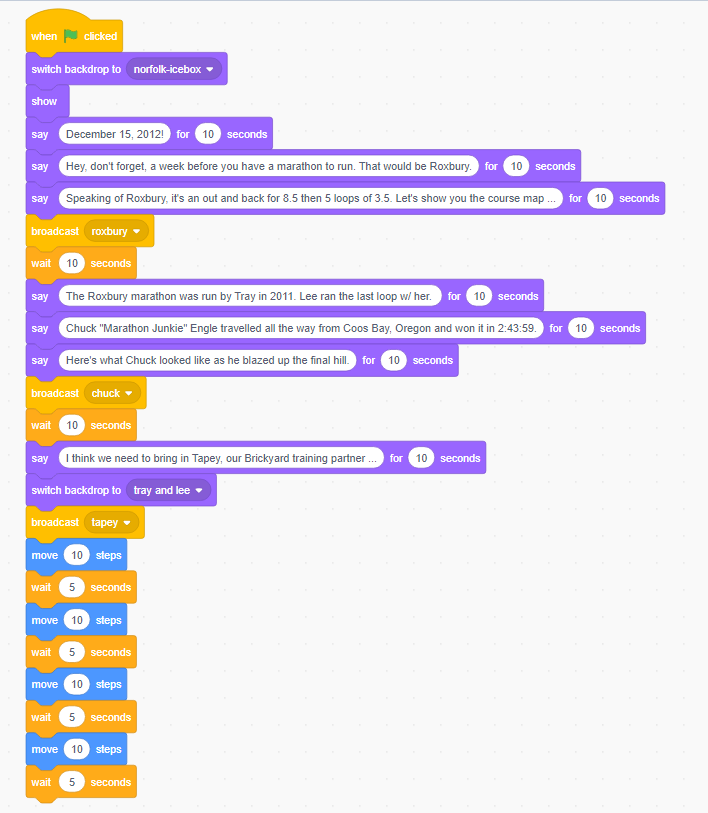 when clicked
switch backdrop to norfolk-icebox
show
say December 15, 2012! for 10 seconds
say Hey, don't forget, a week before you have a marathon to run. That would be Roxbury. for 10 seconds
say Speaking of Roxbury, it's an out and back for 8.5 then 5 loops of 3.5. Let's show you the course map ... for 10 seconds
broadcast roxbury
wait 10 seconds
say The Roxbury marathon was run by Tray in 2011. Lee ran the last loop w/ her. for 10 seconds
say Chuck "Marathon Junkie" Engle travelled all the way from Coos Bay, Oregon and won it in 2:43:59. for 10 seconds
say Here's what Chuck looked like as he blazed up the final hill. for 10 seconds
broadcast chuck
wait 10 seconds
say I think we need to bring in Tapey, our Brickyard training partner ... for 10 seconds
switch backdrop to tray and lee
broadcast tapey
move 10 steps
wait 5 seconds
move 10 steps
wait 5 seconds
move 10 steps
wait 5 seconds
move 10 steps
wait 5 seconds